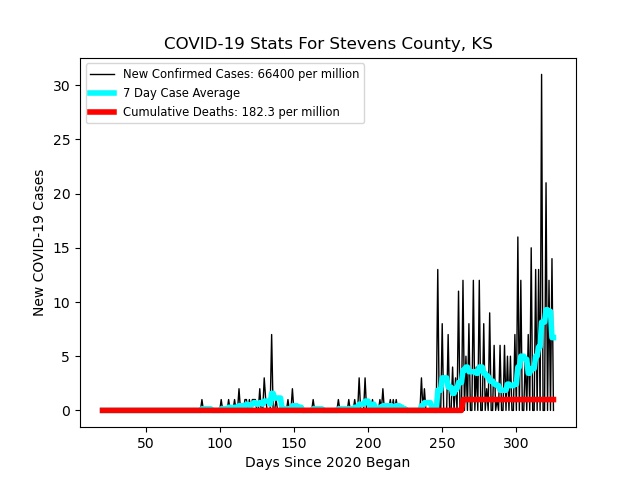 COVID-19 Stats For Stevens County, KS
New Confirmed Cases: 66400 per million
7 Day Case Average
Cumulative Deaths: 182.3 per million
New COVID-19 Cases
30
25
20
15
10
5
0
50 100 150 200 250 300
Days Since 2020 Began